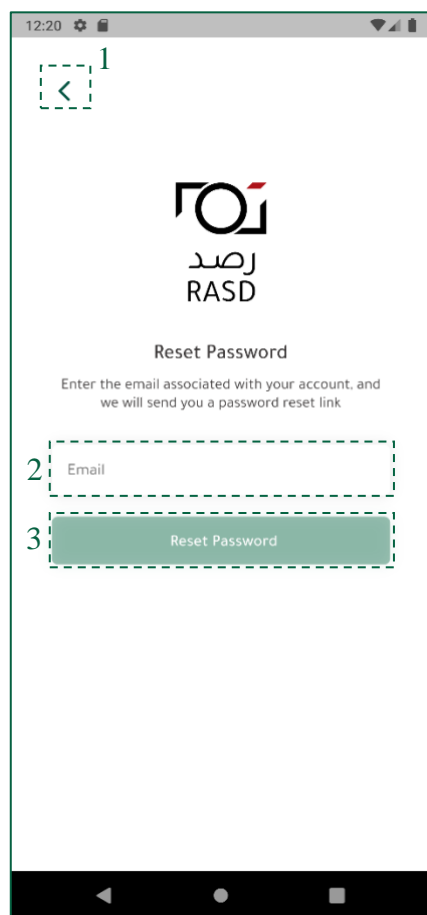 12:20
1
رصد
RASD
Reset Password
Enter the email associated with your account, and
we will send you a password reset link
2
Email
3
Reset Password